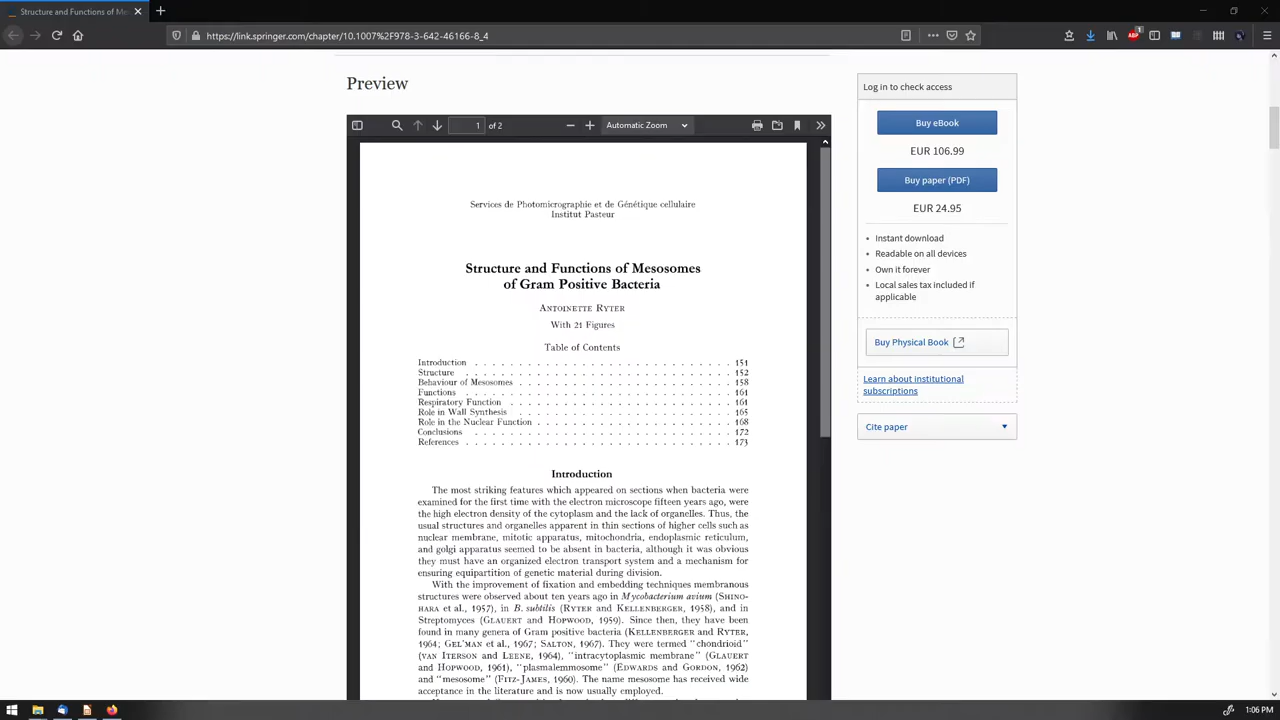 Structure and Functions of Mes
https://link.springer.com/chapter/10.1007%2F978-3-642-46166-8_4
Preview
1 of 2
Automatic Zoom
Services de Photomicrographie et de Génétique cellulaire
Institut Pasteur
Structure and Functions of Mesosomes
of Gram Positive Bacteria
Antoinette Ryter
With 21 Figures
Table of Contents
Introduction . . . . . . . . . . . . . . . . . . . . . . . 151
Structure . . . . . . . . . . . . . . . . . . . . . . . 152
Behaviour of Mesosomes . . . . . . . . . . . . . . . . . . 158
Functions . . . . . . . . . . . . . . . . . . . . . . . 161
Respiratory Function . . . . . . . . . . . . . . . . . . . 161
Role in Wall Synthesis . . . . . . . . . . . . . . . . . . . 165
Role in the Nuclear Function . . . . . . . . . . . . . . . . 168
Conclusions . . . . . . . . . . . . . . . . . . . . . . . 172
References . . . . . . . . . . . . . . . . . . . . . . . 173
Introduction
The most striking features which appeared on sections when bacteria were
examined for the first time with the electron microscope fifteen years ago, were
the high electron density of the cytoplasm and the lack of organelles. Thus, the
usual structures and organelles apparent in thin sections of higher cells such as
nuclear membrane, mitotic apparatus, mitochondria, endoplasmic reticulum,
and golgi apparatus seemed to be absent in bacteria, although it was obvious
they must have an organized electron transport system and a mechanism for
ensuring equipartition of genetic material during division.
With the improvement of fixation and embedding techniques membranous
structures were observed about ten years ago in Mycobacterium avium (Shino-
hara et al., 1957), in B. subtilis (Ryter and Kellenberger, 1958), and in
Streptomyces (Glauert and Hopwood, 1959). Since then, they have been
found in many genera of Gram positive bacteria (Kellenberger and Ryter,
1964; Gel'man et al., 1967; Salton, 1967). They were termed "chondrioid"
(van Iterson and Leene, 1964), "intracytoplasmic membrane" (Glauert
and Hopwood, 1961), "plasmalemmosome" (Edwards and Gordon, 1962)
and "mesosome" (Fitz-James, 1960). The name mesosome has received wide
acceptance in the literature and is now usually employed.
Log in to check access
Buy eBook
EUR 106.99
Buy paper (PDF)
EUR 24.95
• Instant download
• Readable on all devices
• Own it forever
• Local sales tax included if
applicable
Buy Physical Book
Learn about institutional
subscriptions
Cite paper
1:06 PM